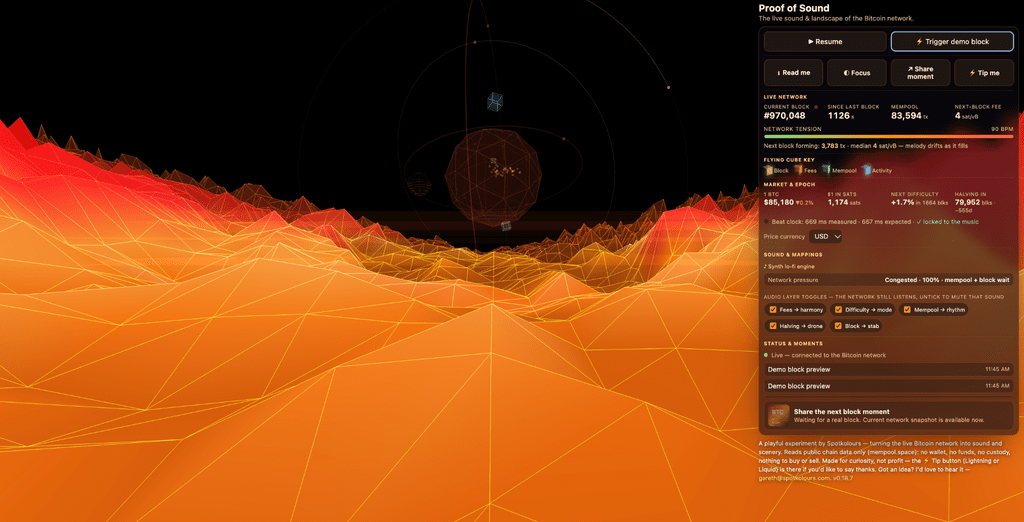 Proof of Sound
The live sound & landscape of the Bitcoin network.
▶ Resume
⚡ Trigger demo block
ℹ Read me
◐ Focus
↗ Share
moment
⚡ Tip me
LIVE NETWORK
CURRENT BLOCK
SINCE LAST BLOCK
MEMPOOL
NEXT-BLOCK FEE
#970,048
1126 s
83,594 tx
4 sat/vB
NETWORK TENSION
90 BPM
Next block forming: 3,783 tx · median 4 sat/vB — melody drifts as it fills
FLYING CUBE KEY
Block
Fees
Mempool
Activity
MARKET & EPOCH
1 BTC
$1 IN SATS
NEXT DIFFICULTY
HALVING IN
$85,180 ▼0.2%
1,174 sats
+1.7% in 1664 blks
79,952 blks ·
~555d
Beat clock: 669 ms measured · 667 ms expected · ✓ locked to the music
Price currency
USD
SOUND & MAPPINGS
♪ Synth lo-fi engine
Network pressure
Congested · 100% · mempool + block wait
AUDIO LAYER TOGGLES — THE NETWORK STILL LISTENS, UNTICK TO MUTE THAT SOUND
Fees → harmony
Difficulty → mode
Mempool → rhythm
Halving → drone
Block → stab
STATUS & MOMENTS
Live — connected to the Bitcoin network
Demo block preview
11:45 AM
Demo block preview
11:45 AM
BTC
Share the next block moment
Waiting for a real block. Current network snapshot is available now.
A playful experiment by Spotkolours — turning the live Bitcoin network into sound and
scenery. Reads public chain data only (mempool.space): no wallet, no funds, no custody,
nothing to buy or sell. Made for curiosity, not profit — the ⚡ Tip button (Lightning or
Liquid) is there if you'd like to say thanks. Got an idea? I'd love to hear it —
gareth@spotkolours.com. v0.18.7